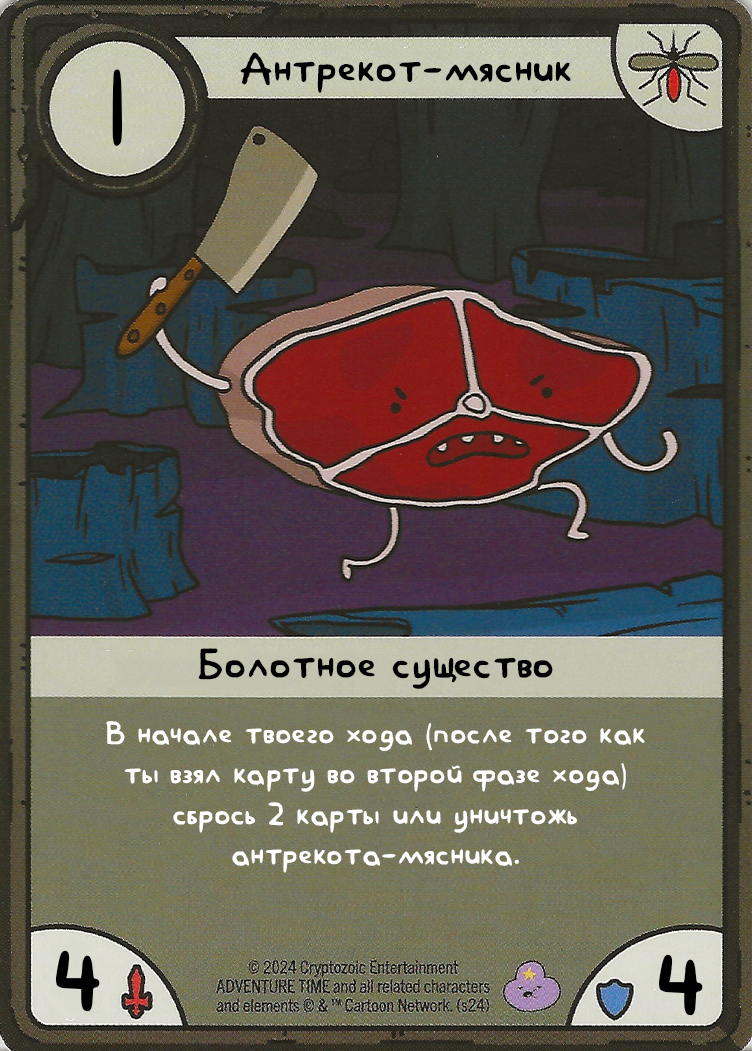 1
Антрекот-мясник
Болотное существо
В начале твоего хода (после того как
ты взял карту во второй фазе хода)
сбрось 2 карты или уничтожь
антрекота-мясника.
4
© 2024 Cryptozoic Entertainment
ADVENTURE TIME and all related characters
and elements © & ™ Cartoon Network. (s24)
4